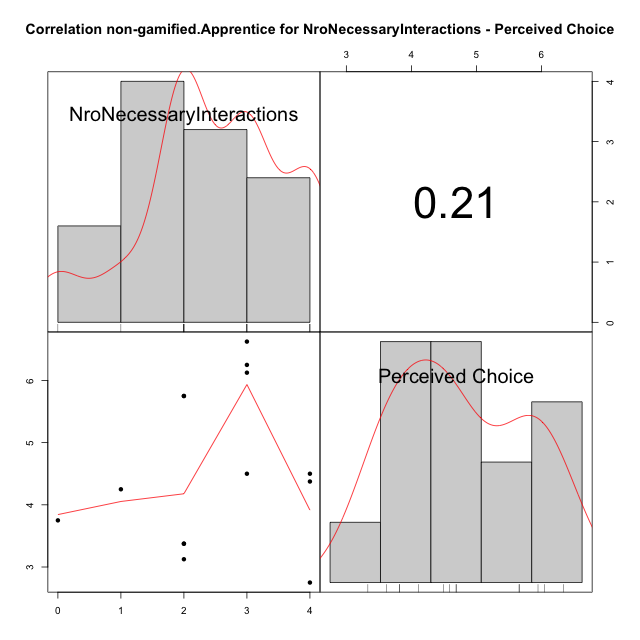 Correlation non-gamified.Apprentice for NroNecessaryInteractions - Perceived Choice
3 4 5 6
NroNecessaryInteractions
0.21
4
3
2
1
0
Perceived Choice
6
5
4
3
0 1 2 3 4